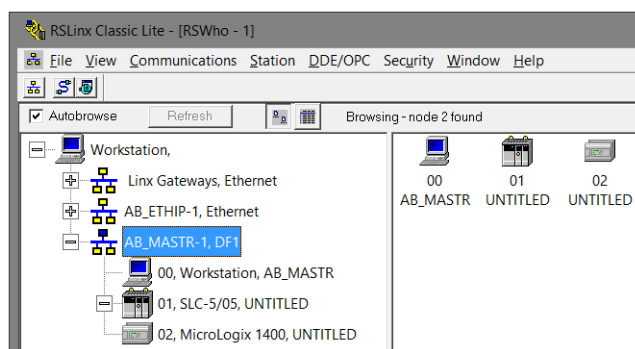 RSLinx Classic Lite - [RSWho - 1]
File View Communications Station DDE/OPC Security Window Help
Autobrowse Refresh Browsing - node 2 found
Workstation,
Linx Gateways, Ethernet
AB_ETHIP-1, Ethernet
AB_MASTR-1, DF1
00, Workstation, AB_MASTR
01, SLC-5/05, UNTITLED
02, MicroLogix 1400, UNTITLED
00 01 02
AB_MASTR UNTITLED UNTITLED